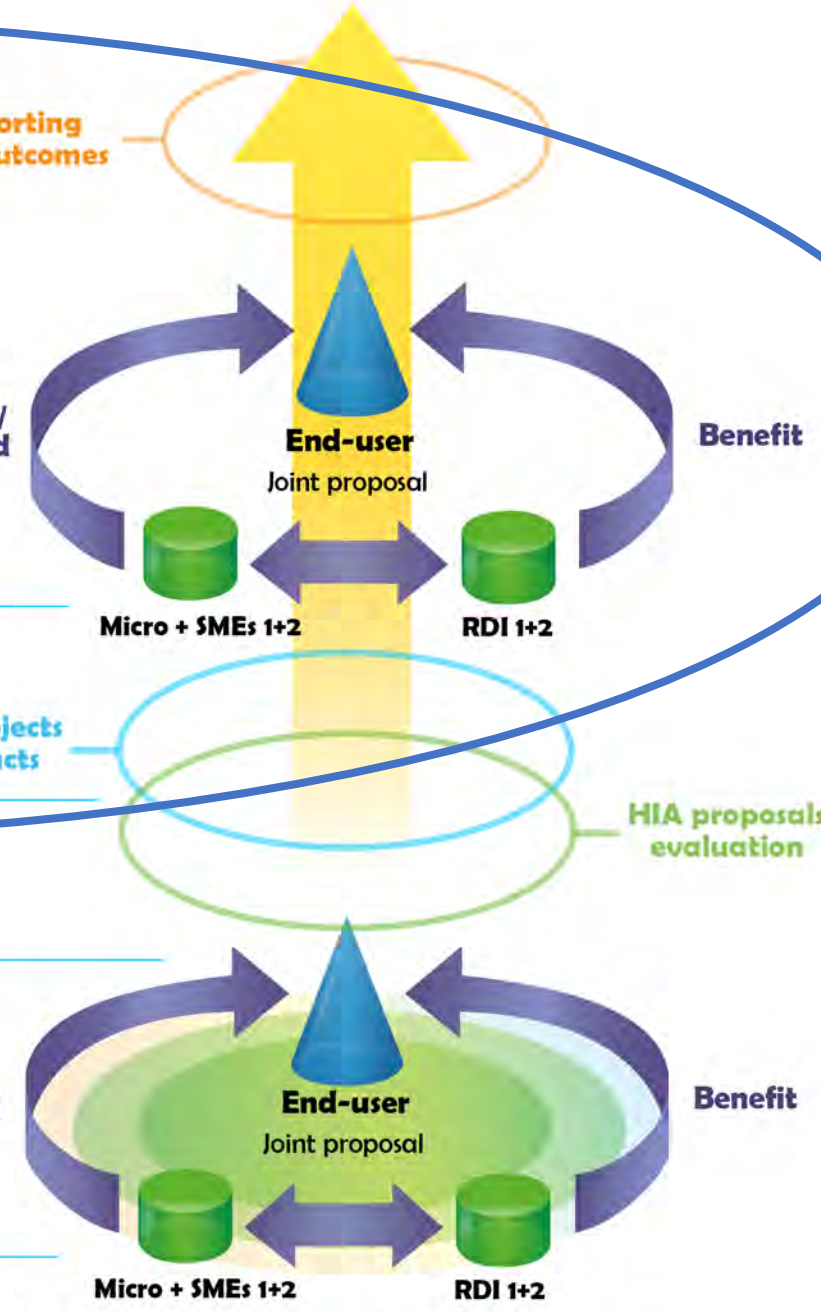 orting
utcomes
End-user
Joint proposal
Benefit
Micro + SMEs 1+2
RDI 1+2
jects
cts
HIA proposals
evaluation
End-user
Joint proposal
Benefit
Micro + SMEs 1+2
RDI 1+2